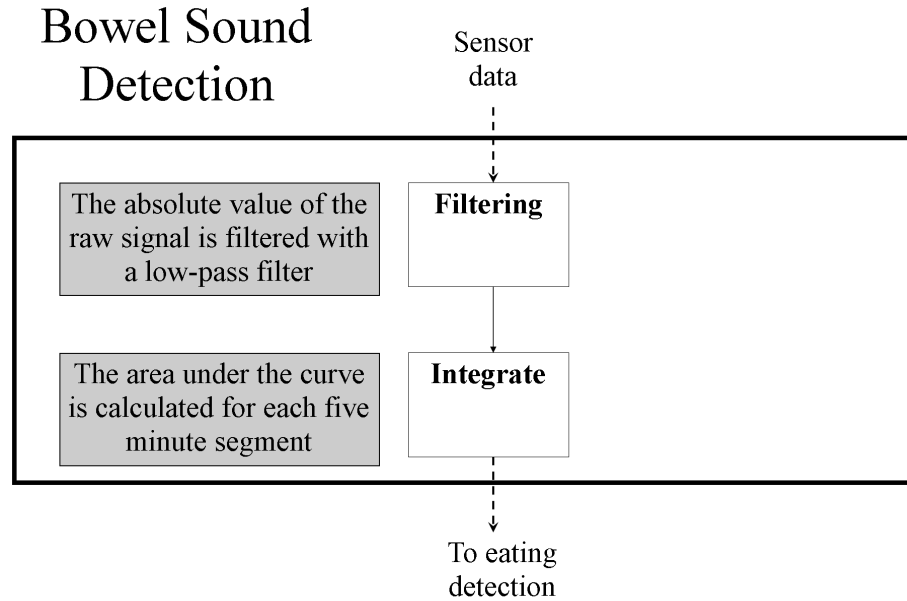 Bowel Sound
Detection
Sensor
data
The absolute value of the
raw signal is filtered with
a low-pass filter
Filtering
The area under the curve
is calculated for each five
minute segment
Integrate
To eating
detection